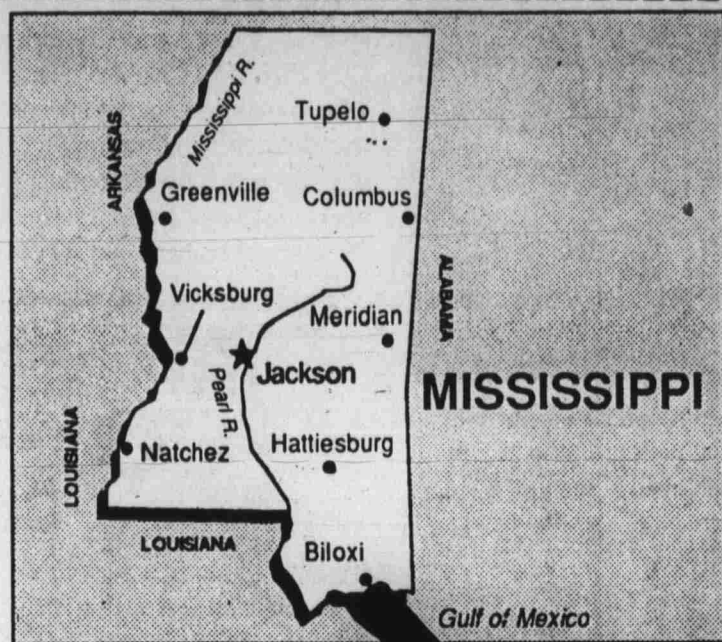 Mississippi R.
Tupelo
ARKANSAS
Greenville
Columbus
Vicksburg
ALABAMA
Meridian
Jackson
MISSISSIPPI
Pearl R.
Hattiesburg
Natchez
LOUISIANA
LOUISIANA
Biloxi
Gulf of Mexico